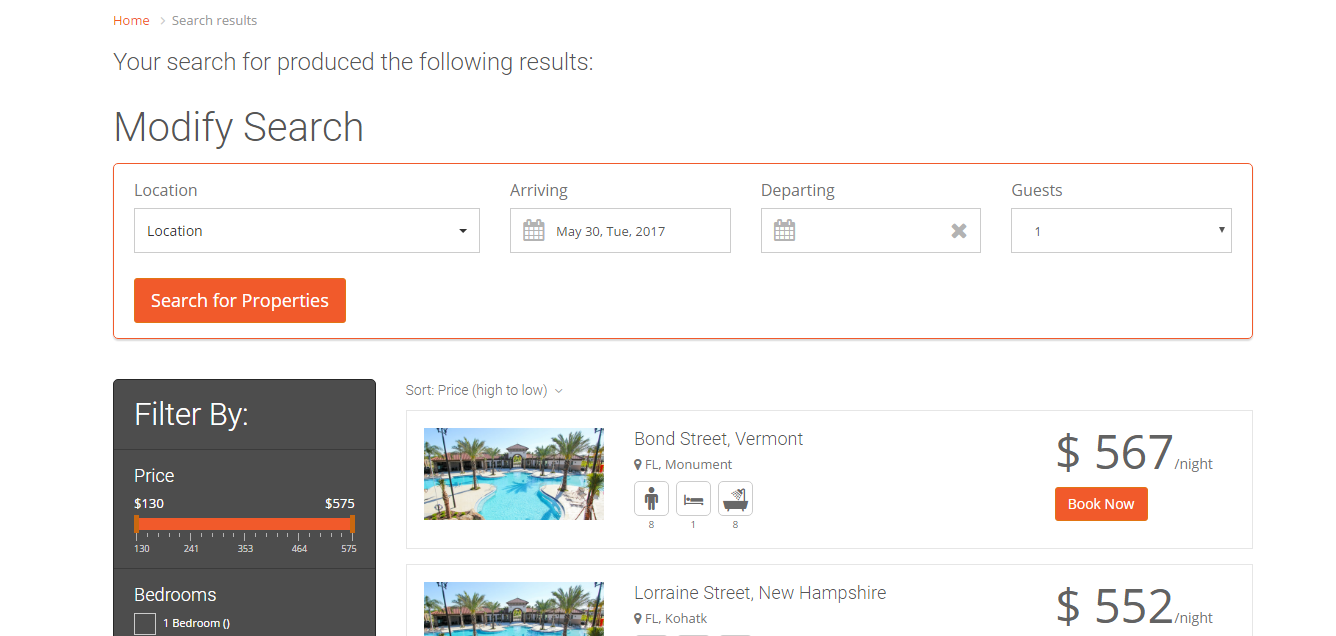 Home > Search results
Your search for produced the following results:
Modify Search
Location Arriving Departing Guests
Location May 30, Tue, 2017 1
Search for Properties
Filter By:
Price
$130 $575
130 241 353 464 575
Bedrooms
1 Bedroom ()
Sort: Price (high to low)
Bond Street, Vermont
FL, Monument
8 1 8
$ 567/night
Book Now
Lorraine Street, New Hampshire
FL, Kohatk
$ 552/night